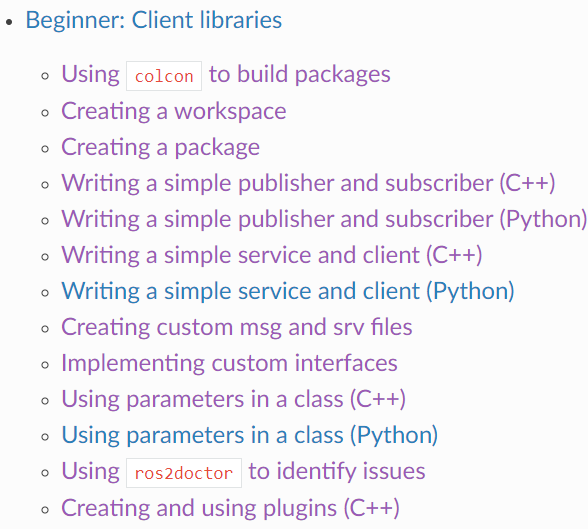 Beginner: Client libraries
Using colcon to build packages
Creating a workspace
Creating a package
Writing a simple publisher and subscriber (C++)
Writing a simple publisher and subscriber (Python)
Writing a simple service and client (C++)
Writing a simple service and client (Python)
Creating custom msg and srv files
Implementing custom interfaces
Using parameters in a class (C++)
Using parameters in a class (Python)
Using ros2doctor to identify issues
Creating and using plugins (C++)